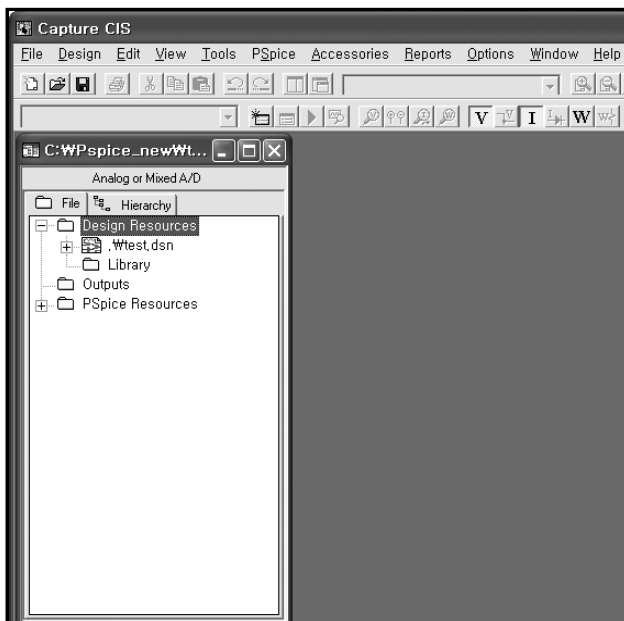 Capture CIS
File Design Edit View Tools PSpice Accessories Reports Options Window Help
V V I I W W
C:₩Pspice_new₩t...
Analog or Mixed A/D
File Hierarchy
Design Resources
.₩test.dsn
Library
Outputs
PSpice Resources